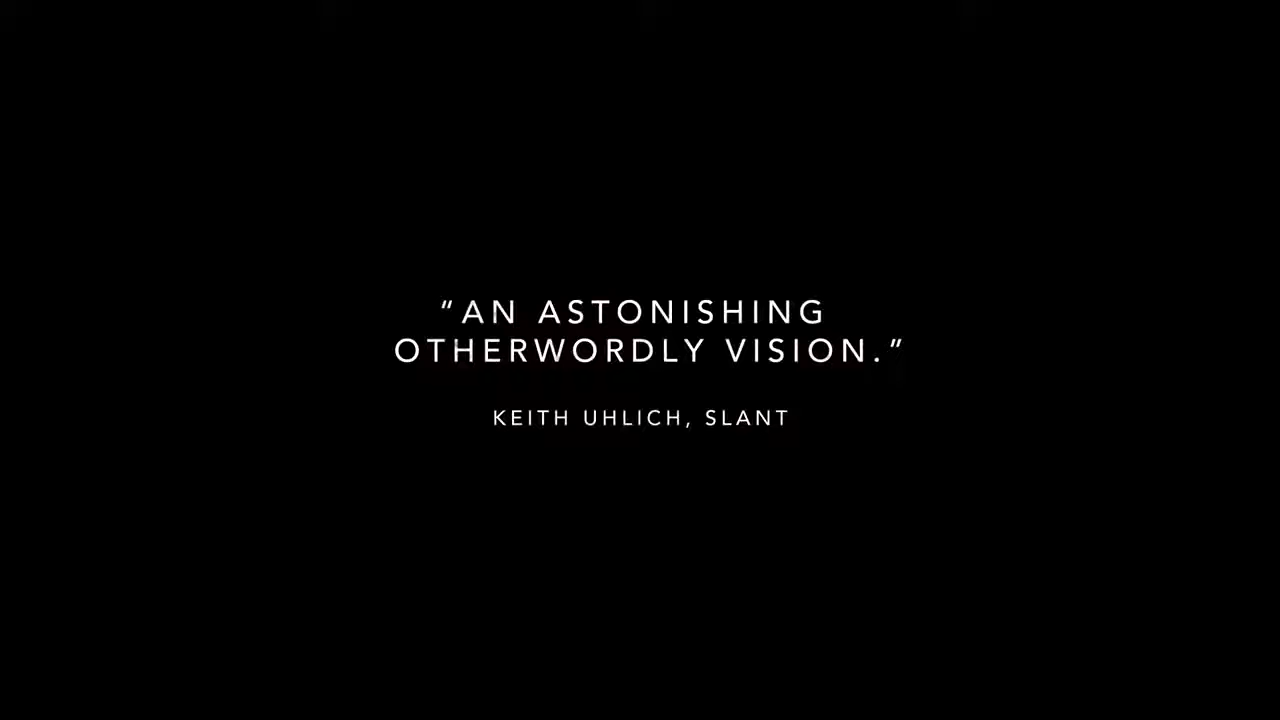 “AN ASTONISHING
OTHERWORDLY VISION.”
KEITH UHLICH, SLANT